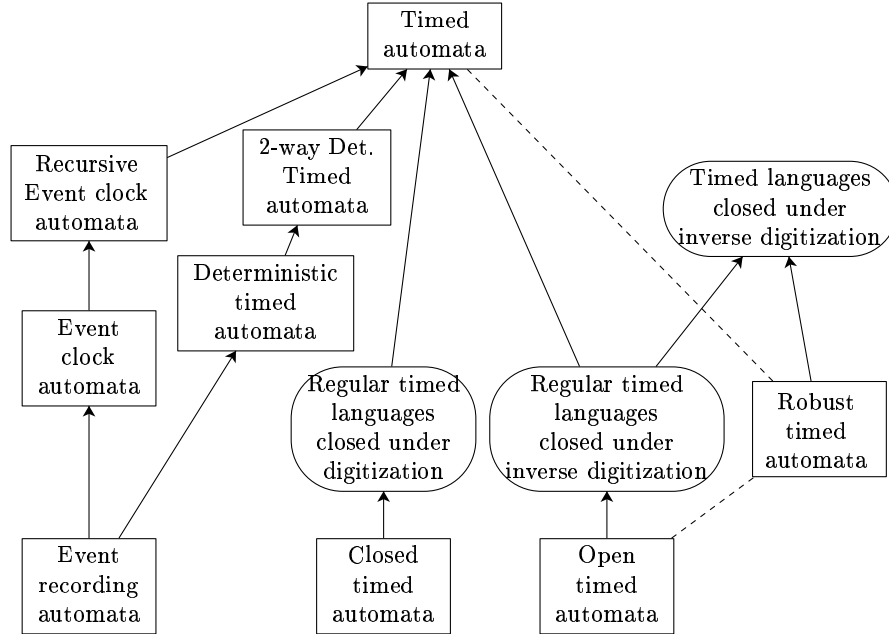 Timed
automata
Recursive
Event clock
automata
2-way Det.
Timed
automata
Timed languages
closed under
inverse digitization
Deterministic
timed
automata
Event
clock
automata
Regular timed
languages
closed under
digitization
Regular timed
languages
closed under
inverse digitization
Robust
timed
automata
Event
recording
automata
Closed
timed
automata
Open
timed
automata